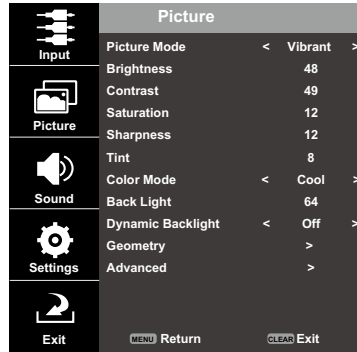 Picture
Input
Picture Mode < Vibrant >
Brightness 48
Contrast 49
Saturation 12
Picture
Sharpness 12
Tint 8
Color Mode < Cool >
Sound
Back Light 64
Dynamic Backlight < Off >
Geometry >
Settings
Advanced >
Exit
MENU Return CLEAR Exit